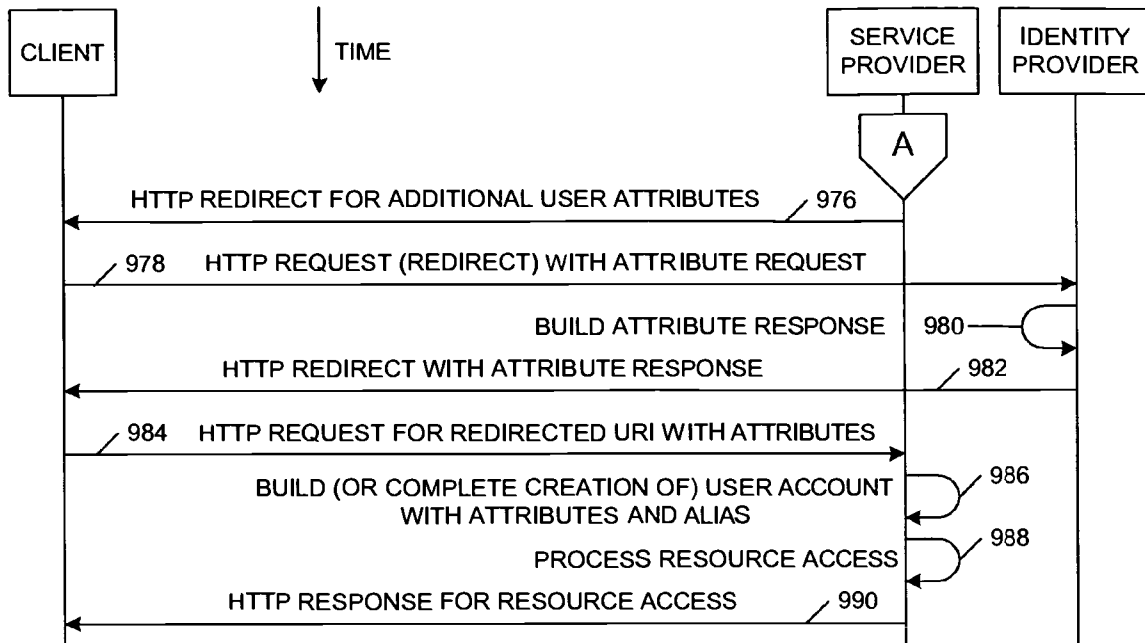 CLIENT
TIME
SERVICE
PROVIDER
IDENTITY
PROVIDER
A
HTTP REDIRECT FOR ADDITIONAL USER ATTRIBUTES
976
978
HTTP REQUEST (REDIRECT) WITH ATTRIBUTE REQUEST
BUILD ATTRIBUTE RESPONSE
980
HTTP REDIRECT WITH ATTRIBUTE RESPONSE
982
984
HTTP REQUEST FOR REDIRECTED URI WITH ATTRIBUTES
BUILD (OR COMPLETE CREATION OF) USER ACCOUNT
WITH ATTRIBUTES AND ALIAS
986
PROCESS RESOURCE ACCESS
988
HTTP RESPONSE FOR RESOURCE ACCESS
990